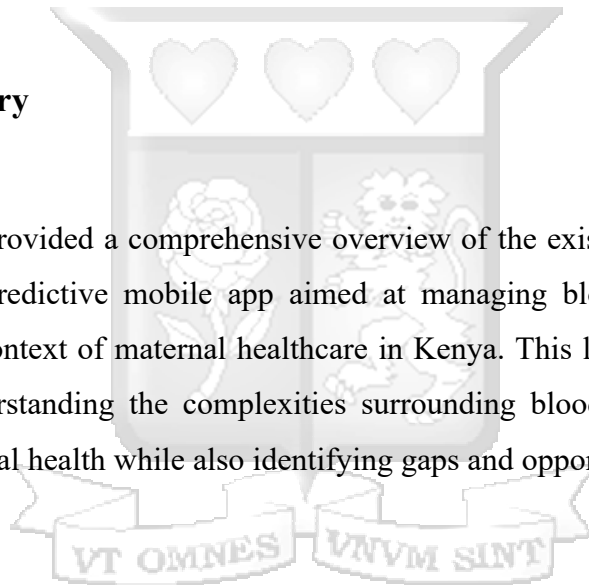 ry
rovided a comprehensive overview of the exis
redictive mobile app aimed at managing blo
ontext of maternal healthcare in Kenya. This l
rstanding the complexities surrounding blood
al health while also identifying gaps and oppor
VT OMNES VNVM SINT